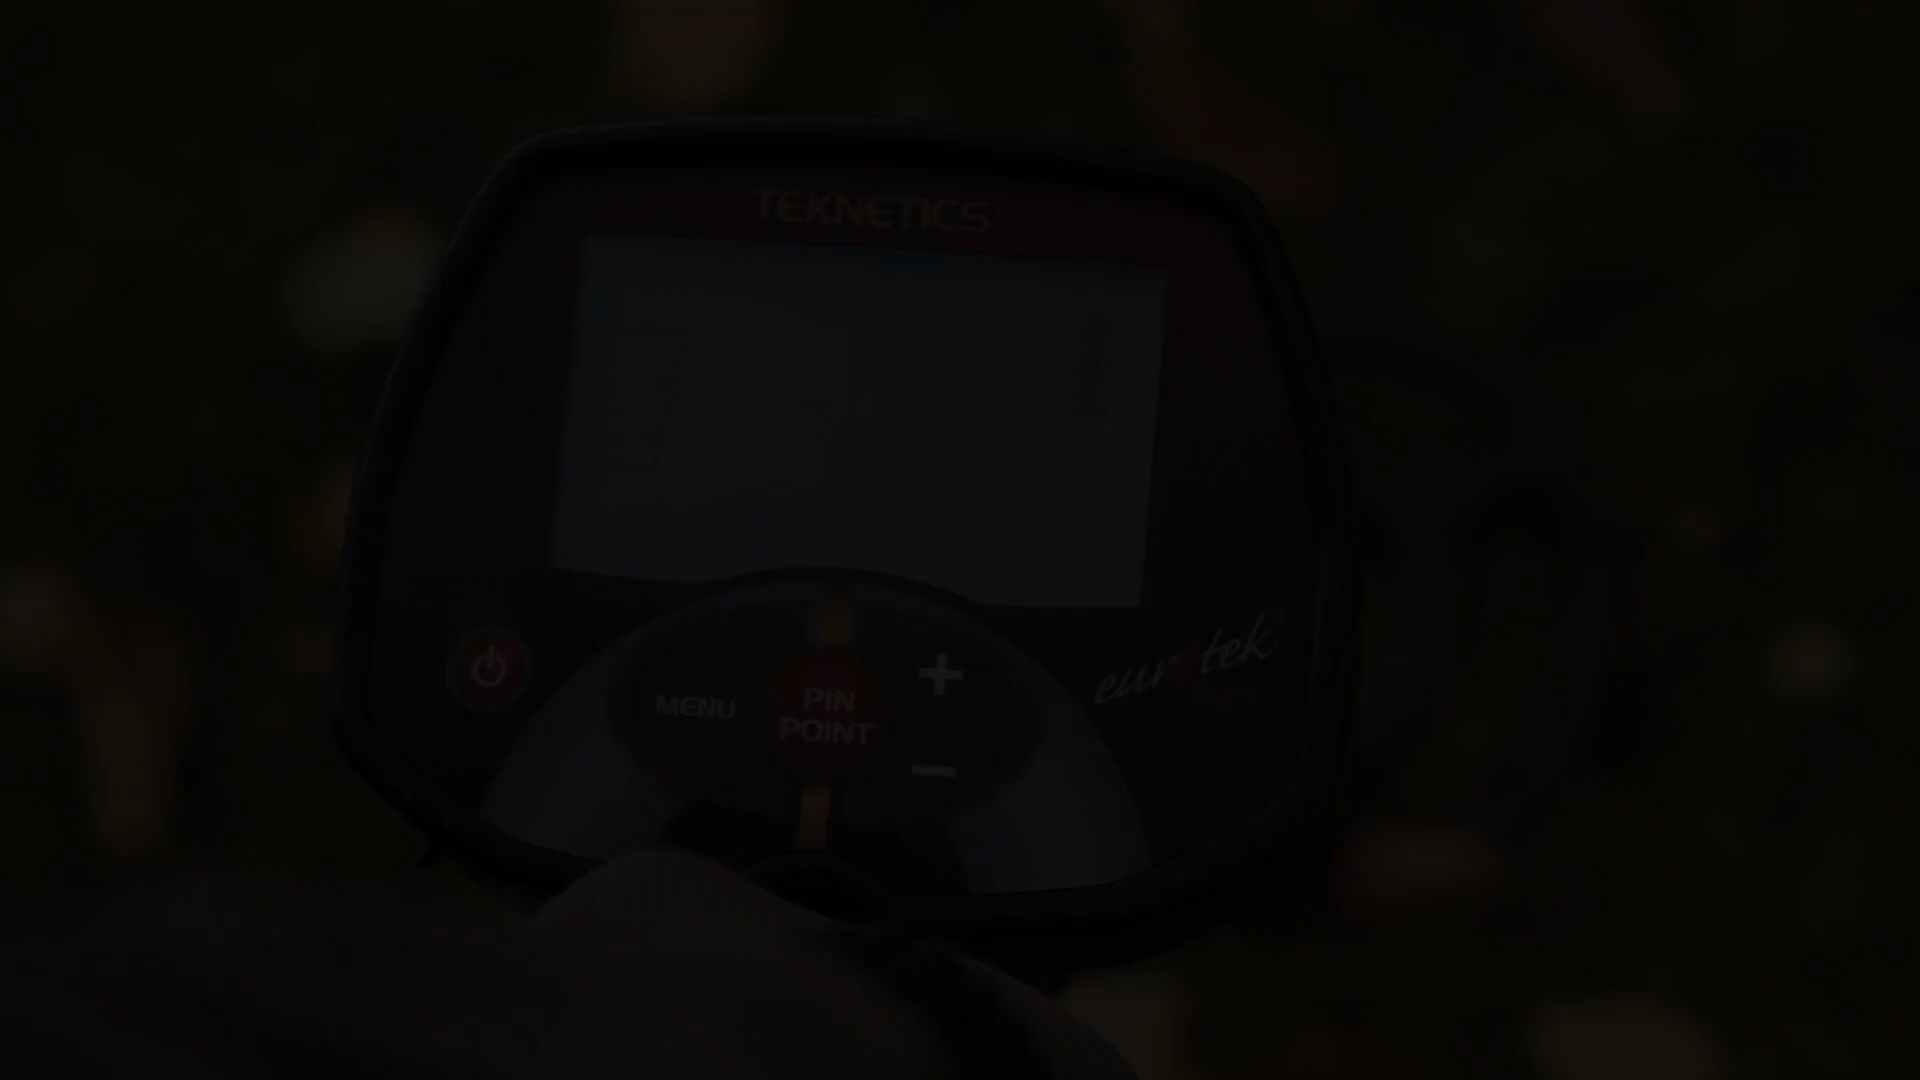 TEKNETICS
eurotek
MENU
PIN
POINT
+
-